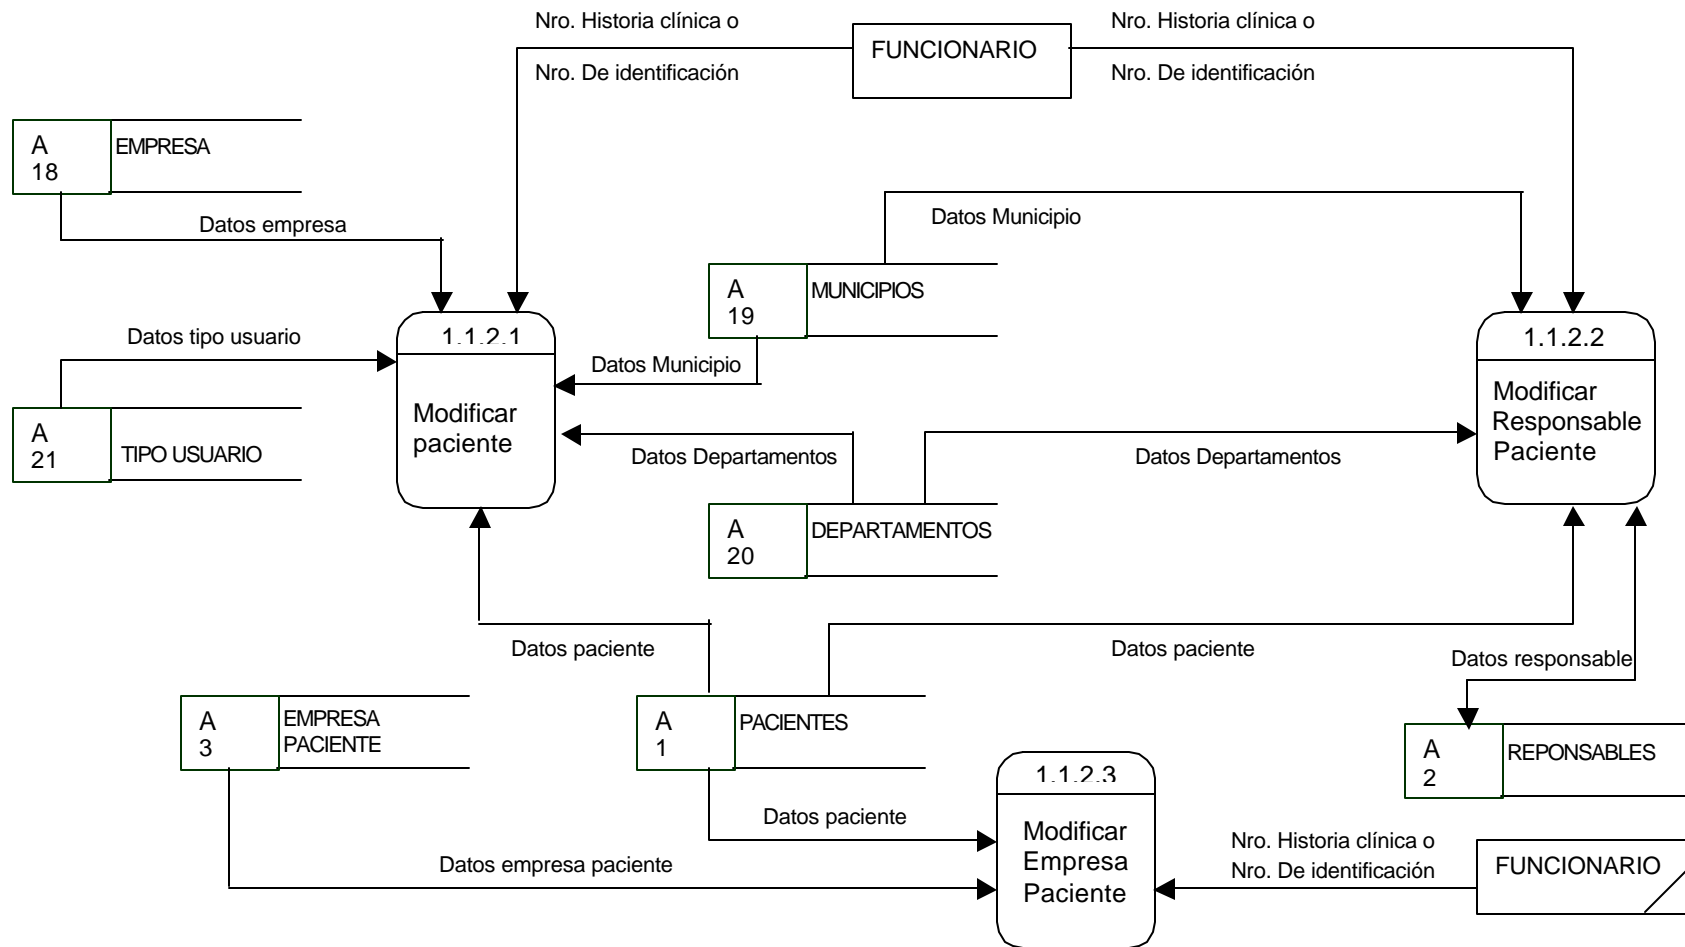 Nro. Historia clínica o
Nro. De identificación
FUNCIONARIO
Nro. Historia clínica o
Nro. De identificación
A
18
EMPRESA
Datos empresa
Datos Municipio
A
19
MUNICIPIOS
Datos tipo usuario
1.1.2.1
Modificar
paciente
Datos Municipio
1.1.2.2
Modificar
Responsable
Paciente
A
21
TIPO USUARIO
Datos Departamentos
Datos Departamentos
A
20
DEPARTAMENTOS
Datos paciente
Datos paciente
Datos responsable
A
3
EMPRESA
PACIENTE
A
1
PACIENTES
A
2
REPONSABLES
1.1.2.3
Modificar
Empresa
Paciente
Datos paciente
Datos empresa paciente
Nro. Historia clínica o
Nro. De identificación
FUNCIONARIO